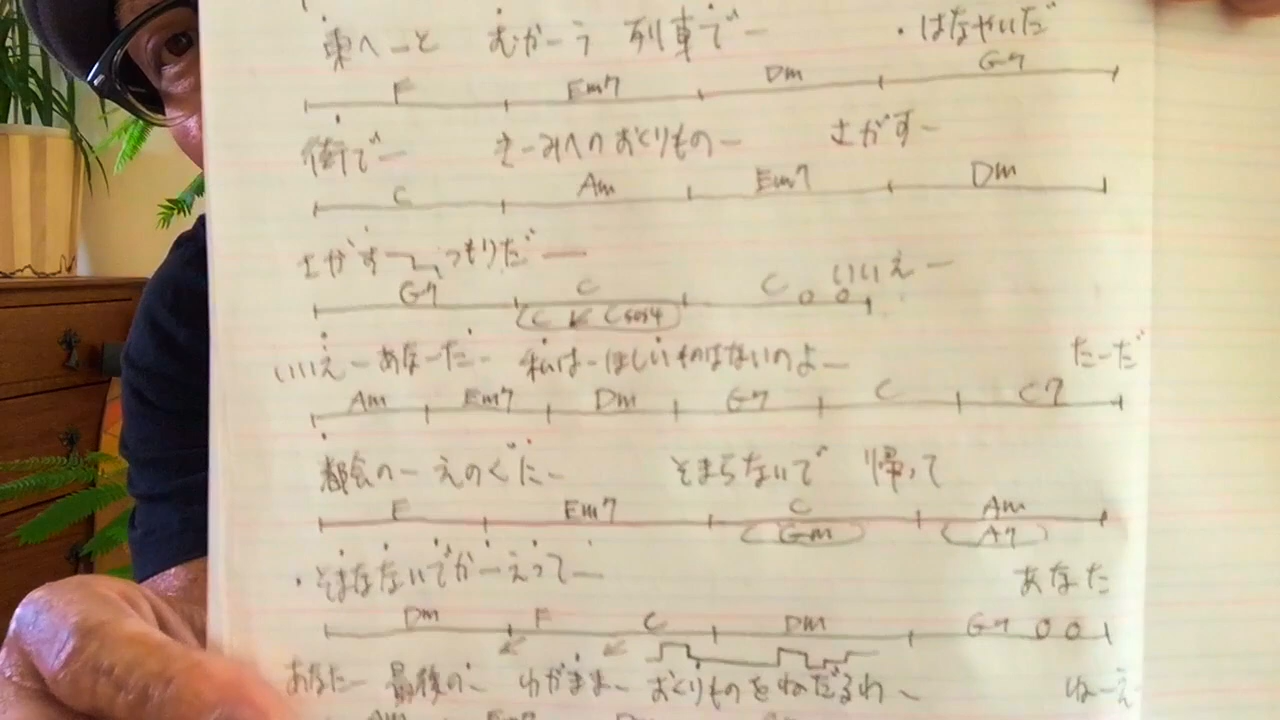 東へーと むかーう 列車でー ・はなやいだ
F Em7 Dm G7
街でー きーみへのおくりものー さがすー
C Am Em7 Dm
さがす つもりだー
G7 C C いいえー
C Csus4
いいえーあなーたー 私はーほしいものはないのよー たーだ
Am Em7 Dm G7 C C7
都会のーえのぐにー そまらないで 帰って
F Em7 C Am
Gm A7
・そまらないでかーえってー あなた
Dm F C Dm G7
あなたー 最後のー わがままー おくりものをねだるわー ねーえ
Am Em7 Dm